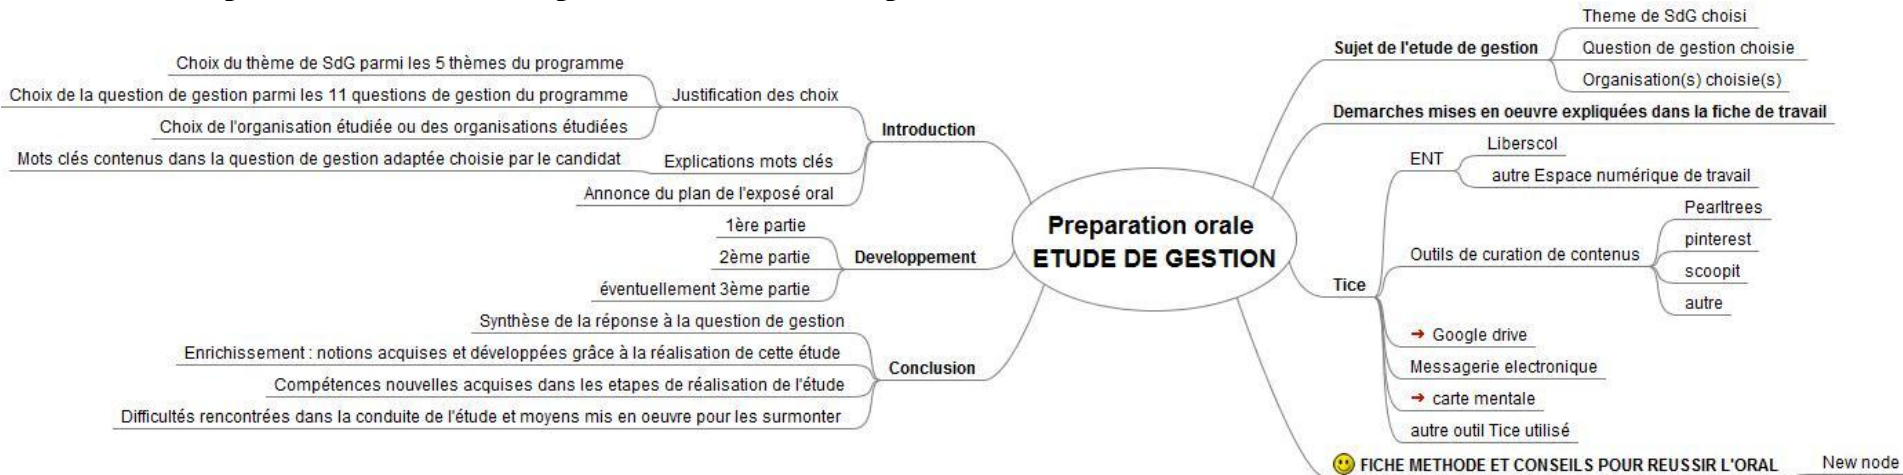 Preparation orale
ETUDE DE GESTION
Introduction
Justification des choix
Choix du thème de SdG parmi les 5 thèmes du programme
Choix de la question de gestion parmi les 11 questions de gestion du programme
Choix de l'organisation étudiée ou des organisations étudiées
Explications mots clés
Mots clés contenus dans la question de gestion adaptée choisie par le candidat
Annonce du plan de l'exposé oral
Developpement
1ère partie
2ème partie
éventuellement 3ème partie
Conclusion
Synthèse de la réponse à la question de gestion
Enrichissement : notions acquises et développées grâce à la réalisation de cette étude
Compétences nouvelles acquises dans les etapes de réalisation de l'étude
Difficultés rencontrées dans la conduite de l'étude et moyens mis en oeuvre pour les surmonter
Sujet de l'etude de gestion
Theme de SdG choisi
Question de gestion choisie
Organisation(s) choisie(s)
Demarches mises en oeuvre expliquées dans la fiche de travail
Tice
ENT
Liberscol
autre Espace numérique de travail
Outils de curation de contenus
Pearltrees
pinterest
scoopit
autre
Google drive
Messagerie electronique
carte mentale
autre outil Tice utilisé
FICHE METHODE ET CONSEILS POUR REUSSIR L'ORAL
New node